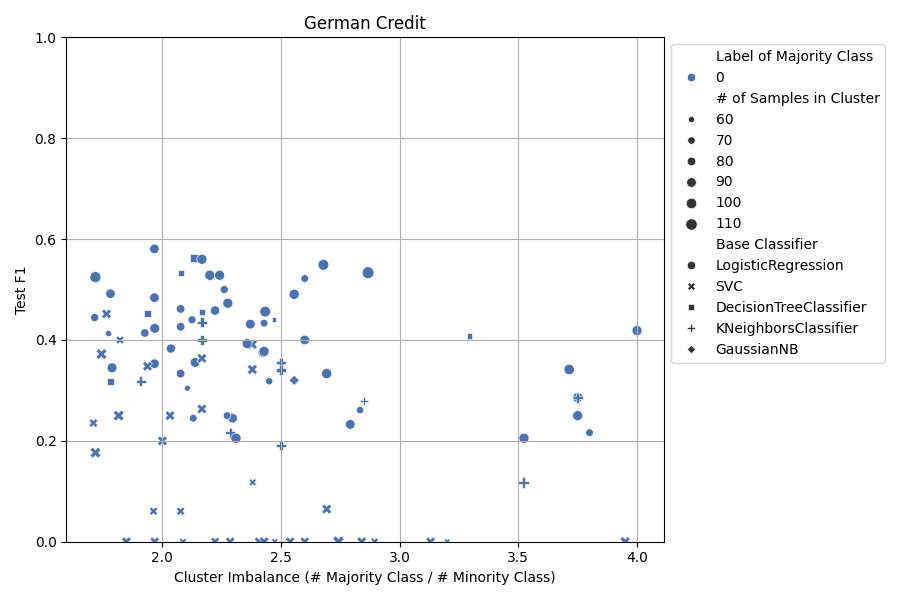 German Credit
1.0
0.8
0.6
0.4
0.2
0.0
Test F1
2.0
2.5
3.0
3.5
4.0
Cluster Imbalance (# Majority Class / # Minority Class)
Label of Majority Class
0
# of Samples in Cluster
60
70
80
90
100
110
Base Classifier
LogisticRegression
SVC
DecisionTreeClassifier
KNeighborsClassifier
GaussianNB